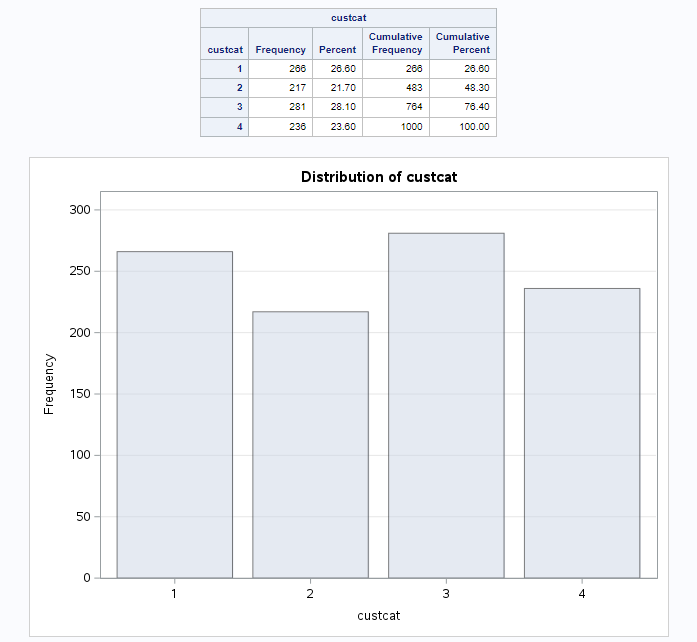 custcat
custcat Frequency Percent Cumulative Frequency Cumulative Percent
1 266 26.60 266 26.60
2 217 21.70 483 48.30
3 281 28.10 764 76.40
4 236 23.60 1000 100.00
Distribution of custcat
300
250
200
150
100
50
0
Frequency
1 2 3 4
custcat